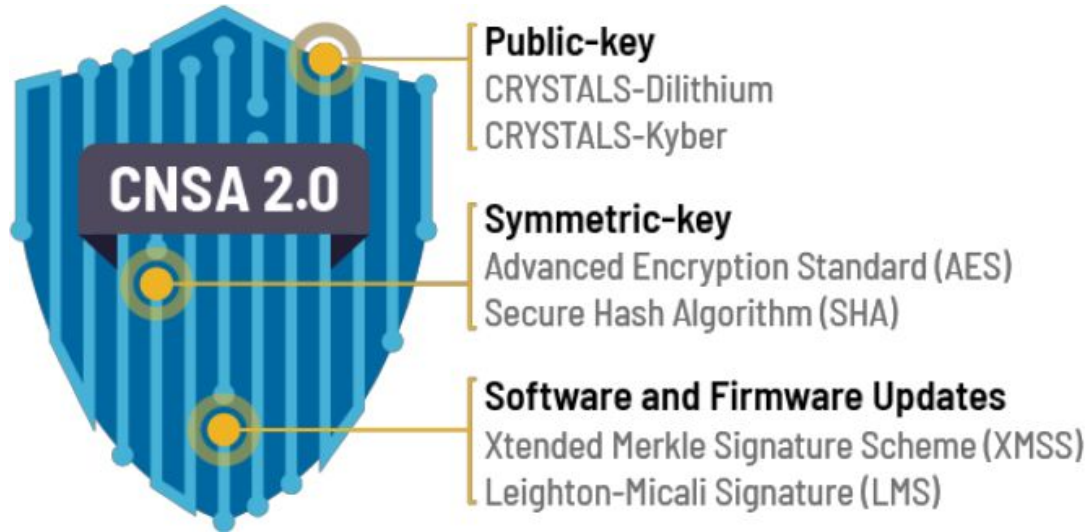 CNSA 2.0
Public-key
CRYSTALS-Dilithium
CRYSTALS-Kyber
Symmetric-key
Advanced Encryption Standard (AES)
Secure Hash Algorithm (SHA)
Software and Firmware Updates
Xtended Merkle Signature Scheme (XMSS)
Leighton-Micali Signature (LMS)